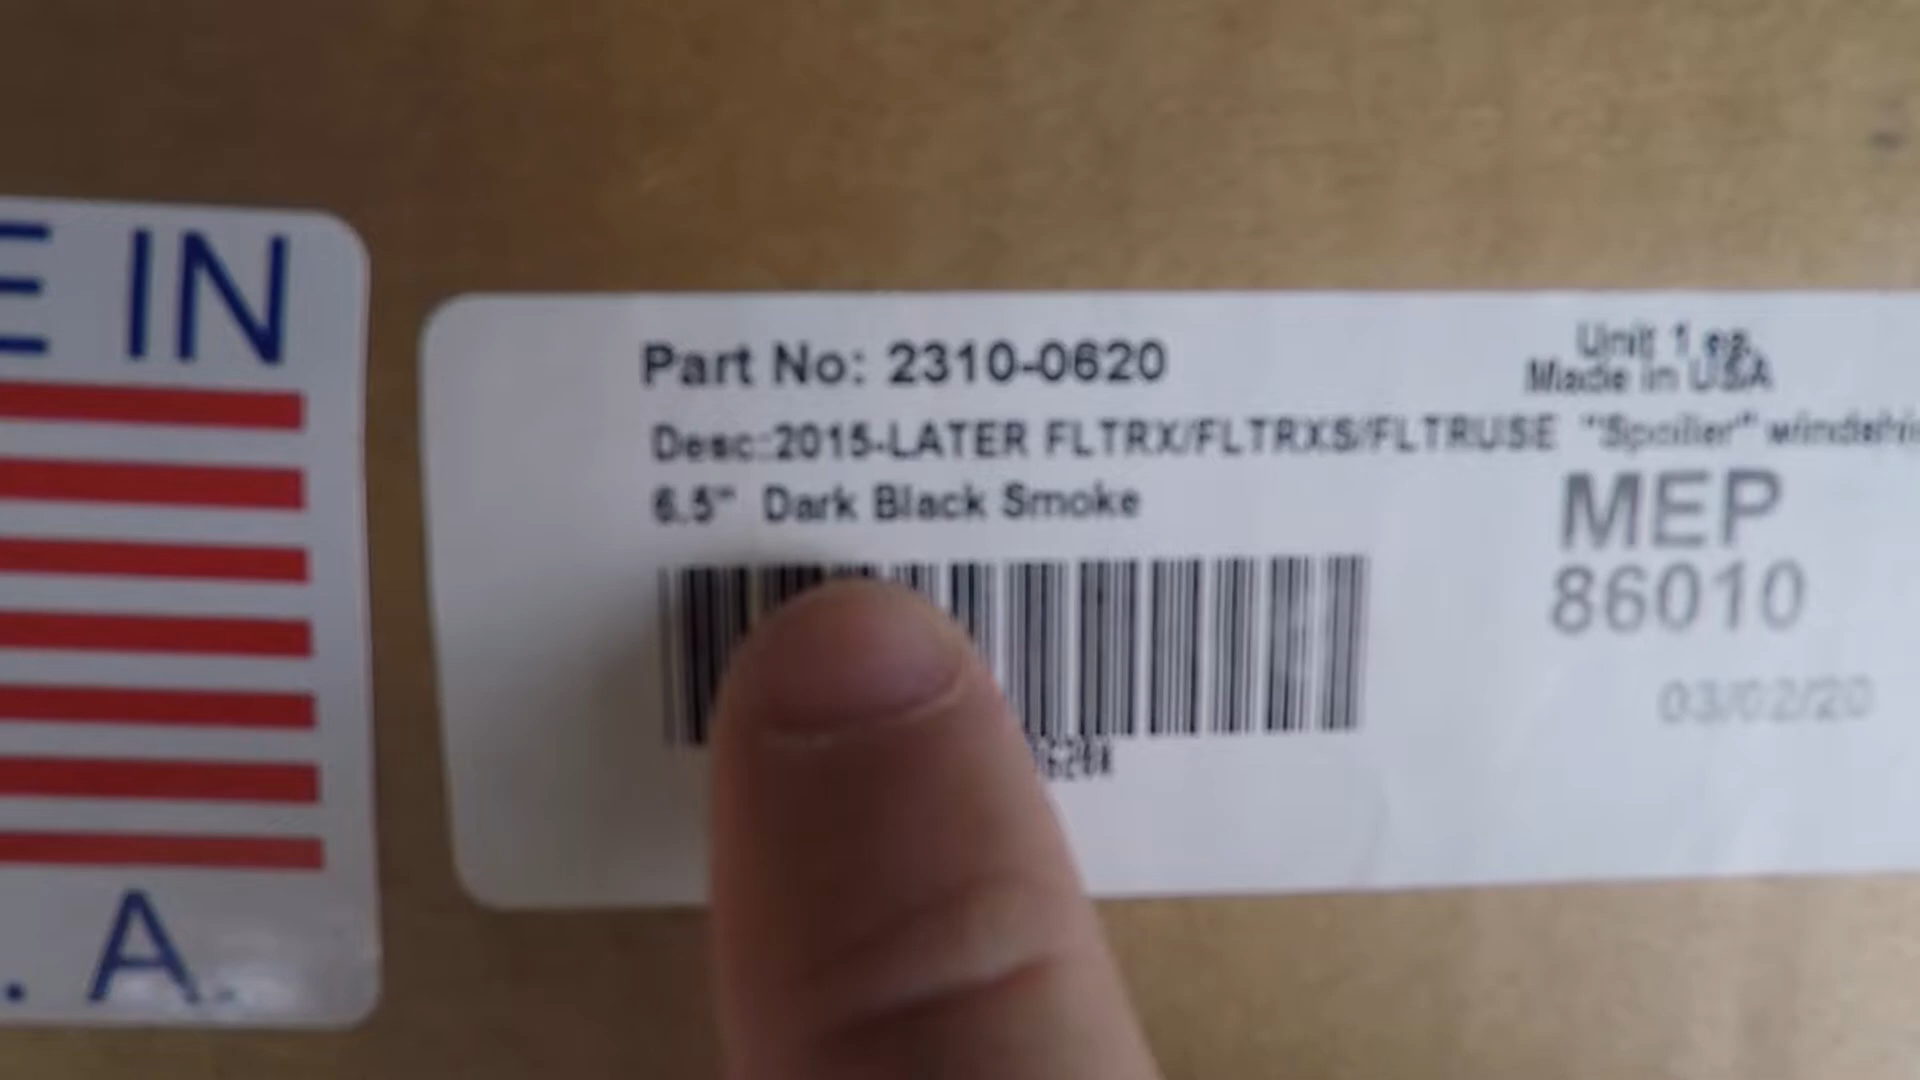 E IN
. A.
Part No: 2310-0620
Desc:2015-LATER FLTRX/FLTRXS/FLTRUSE "Spoiler"
6.5" Dark Black Smoke
Unit 1 ea.
Made in USA
MEP
86010
03/02/20